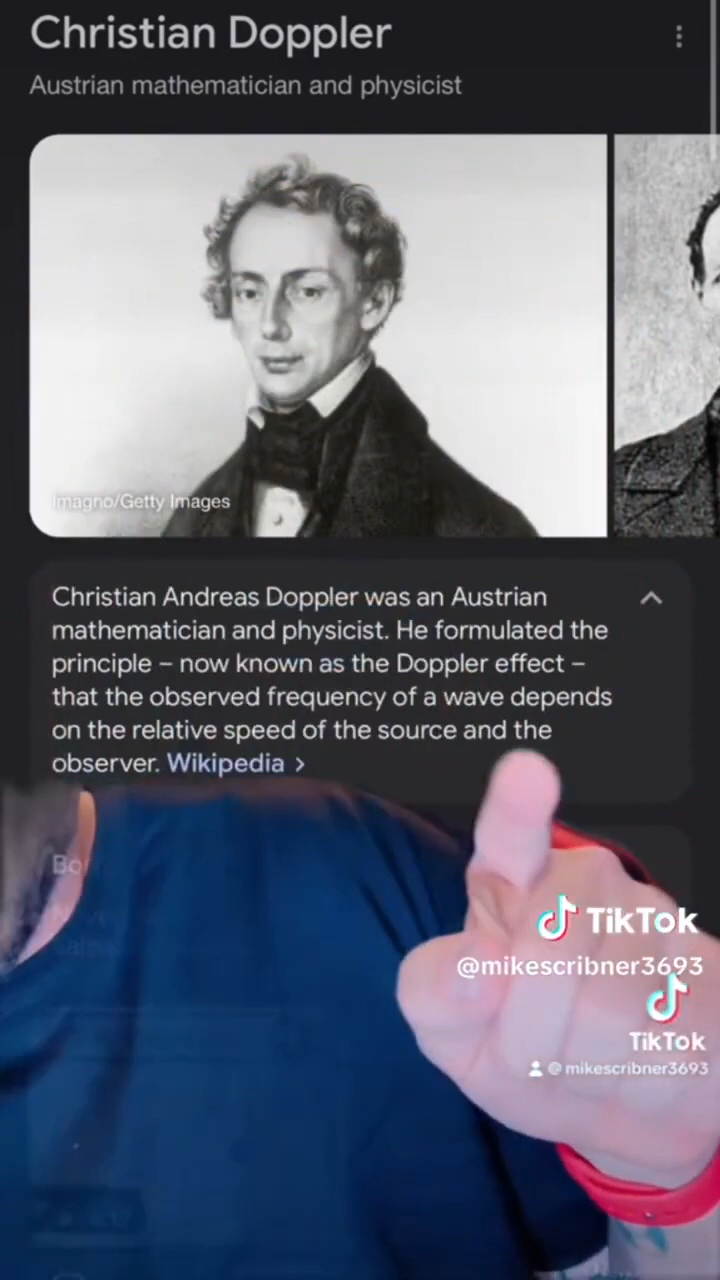 Christian Doppler
Austrian mathematician and physicist
Imagno/Getty Images
Christian Andreas Doppler was an Austrian
mathematician and physicist. He formulated the
principle – now known as the Doppler effect –
that the observed frequency of a wave depends
on the relative speed of the source and the
observer. Wikipedia >
TikTok
@mikescribner3693
TikTok
@mikescribner3693